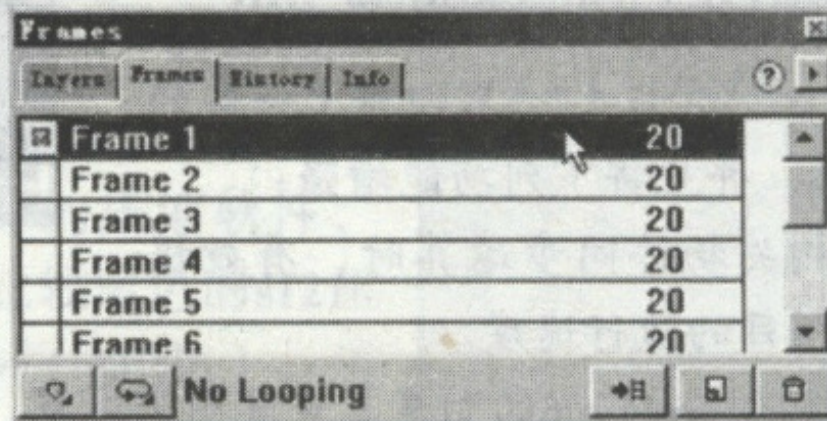 Frames
Layers Frames History Info
Frame 1 20
Frame 2 20
Frame 3 20
Frame 4 20
Frame 5 20
Frame 6 20
No Looping